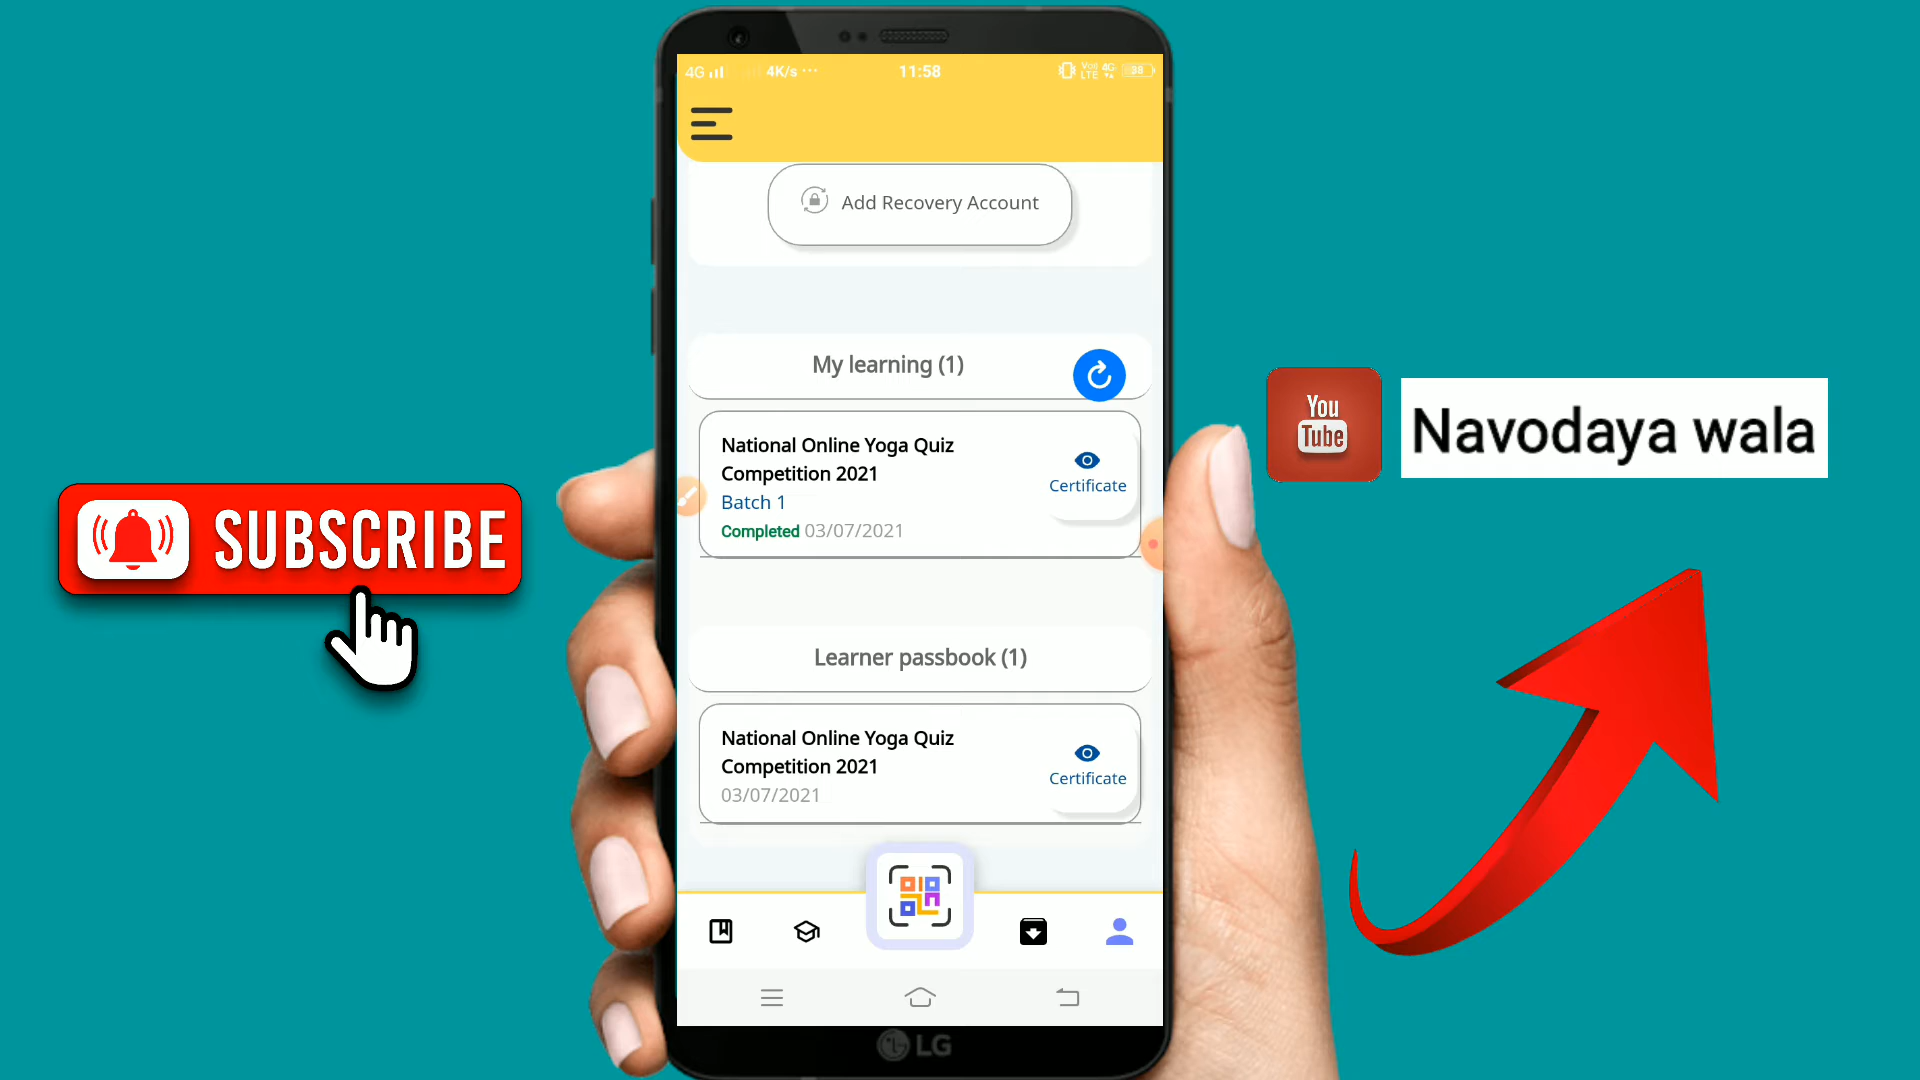 4G 4K/s ... 11:58 4G 38
Add Recovery Account
My learning (1)
National Online Yoga Quiz
Competition 2021
Batch 1
Completed 03/07/2021
Certificate
Learner passbook (1)
National Online Yoga Quiz
Competition 2021
03/07/2021
Certificate
LG
SUBSCRIBE
You
Tube
Navodaya wala